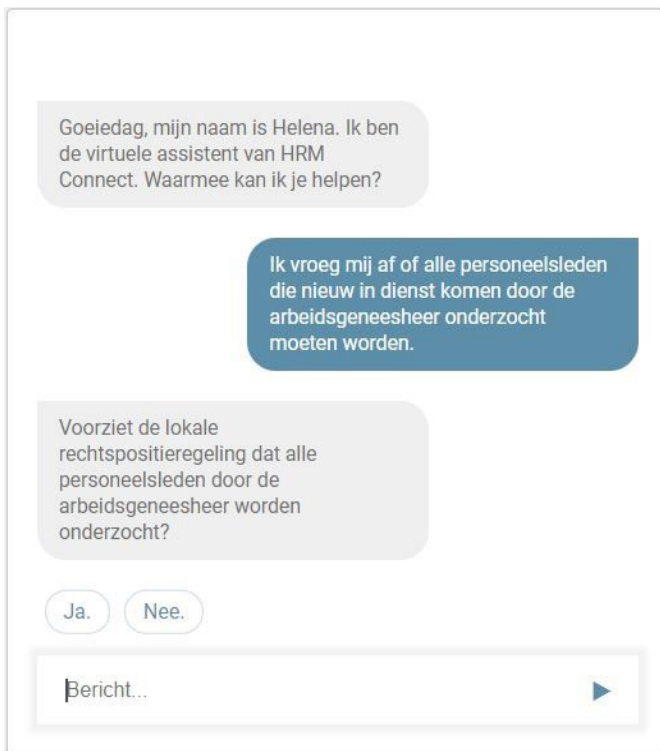 Goeiedag, mijn naam is Helena. Ik ben
de virtuele assistent van HRM
Connect. Waarmee kan ik je helpen?
Ik vroeg mij af of alle personeelsleden
die nieuw in dienst komen door de
arbeidsgeneesheer onderzocht
moeten worden.
Voorziet de lokale
rechtspositieregeling dat alle
personeelsleden door de
arbeidsgeneesheer worden
onderzocht?
Ja. Nee.
Bericht...